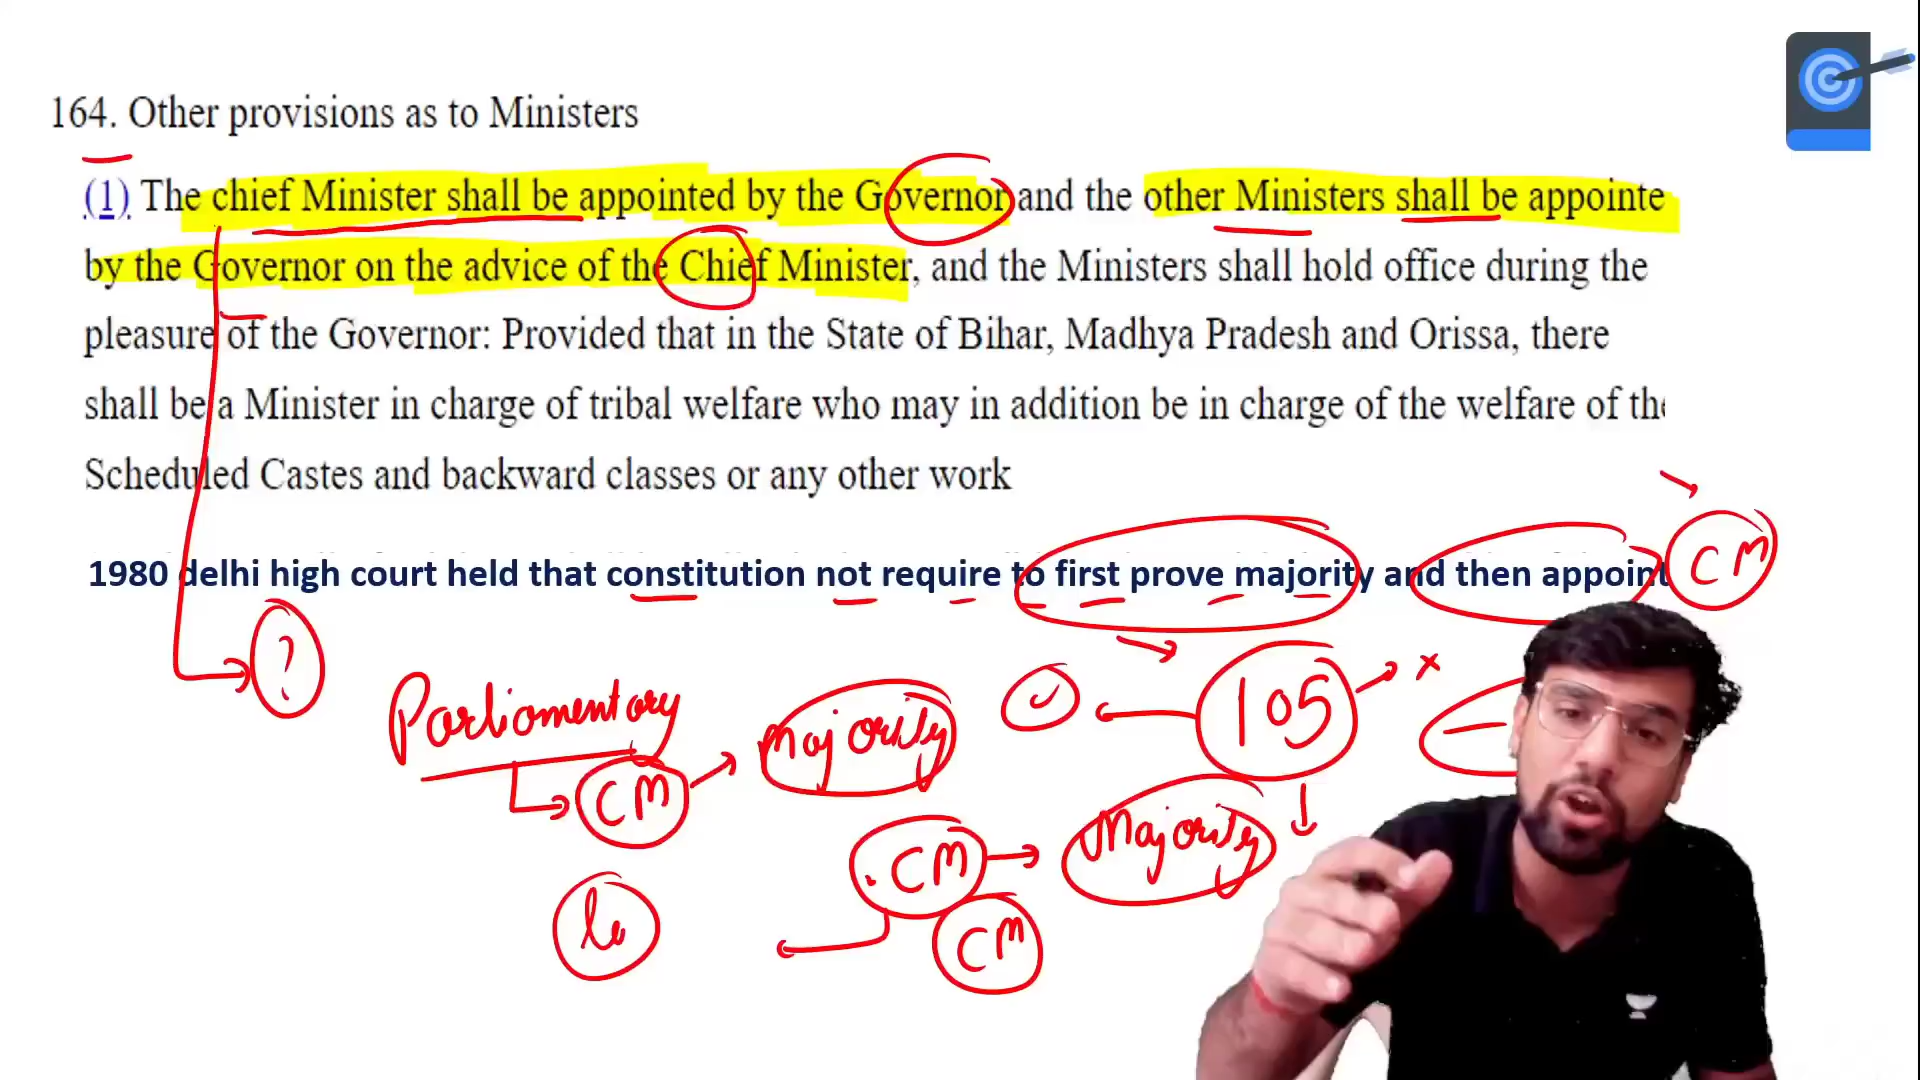 164. Other provisions as to Ministers
(1) The chief Minister shall be appointed by the Governor and the other Ministers shall be appointe
by the Governor on the advice of the Chief Minister, and the Ministers shall hold office during the
pleasure of the Governor: Provided that in the State of Bihar, Madhya Pradesh and Orissa, there
shall be a Minister in charge of tribal welfare who may in addition be in charge of the welfare of the
Scheduled Castes and backward classes or any other work
1980 delhi high court held that constitution not require to first prove majority and then appoint CM
?
Parliamentary
CM
Majority
105
CM
Majority
CM